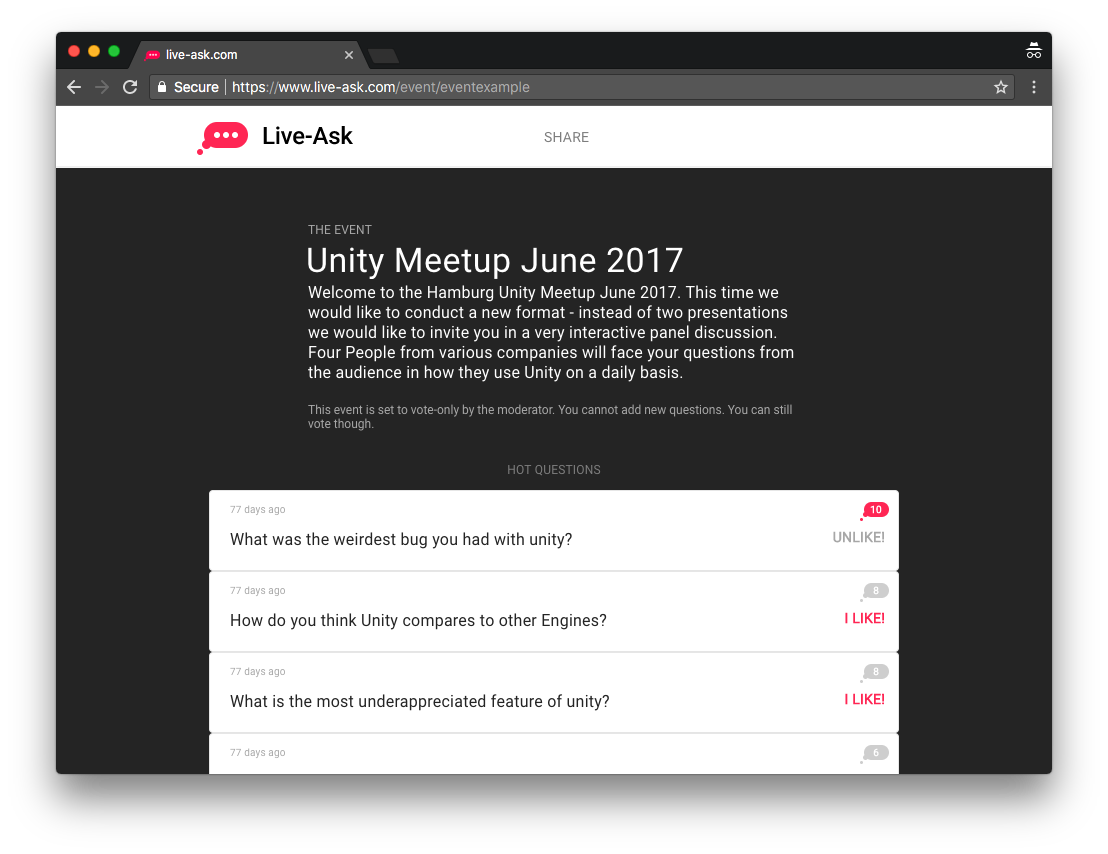 live-ask.com
Secure | https://www.live-ask.com/event/eventexample
Live-Ask
SHARE
THE EVENT
Unity Meetup June 2017
Welcome to the Hamburg Unity Meetup June 2017. This time we
would like to conduct a new format - instead of two presentations
we would like to invite you in a very interactive panel discussion.
Four People from various companies will face your questions from
the audience in how they use Unity on a daily basis.
This event is set to vote-only by the moderator. You cannot add new questions. You can still
vote though.
HOT QUESTIONS
77 days ago
10
What was the weirdest bug you had with unity?
UNLIKE!
77 days ago
8
How do you think Unity compares to other Engines?
I LIKE!
77 days ago
8
What is the most underappreciated feature of unity?
I LIKE!
77 days ago
6